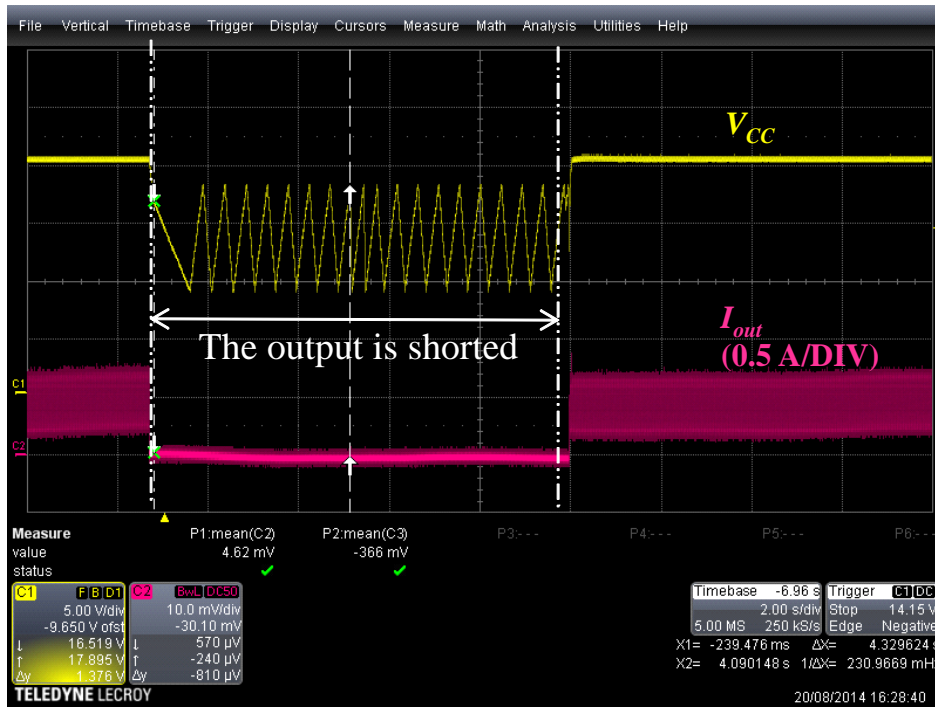 File Vertical Timebase Trigger Display Cursors Measure Math Analysis Utilities Help
V_CC
The output is shorted
I_out
(0.5 A/DIV)
C1
C2
Measure P1:mean(C2) P2:mean(C3) P3:--- P4:--- P5:--- P6:---
value 4.62 mV -366 mV
status
C1 F B D1
5.00 V/div
-9.650 V ofst
↓ 16.519 V
↑ 17.895 V
Δy 1.376 V
C2 BwL DC50
10.0 mV/div
-30.10 mV
↓ 570 µV
↑ -240 µV
Δy -810 µV
Timebase -6.96 s
2.00 s/div
5.00 MS 250 kS/s
Trigger C1 DC
Stop 14.15 V
Edge Negative
X1= -239.476 ms ΔX= 4.329624 s
X2= 4.090148 s 1/ΔX= 230.9669 mH
TELEDYNE LECROY
20/08/2014 16:28:40